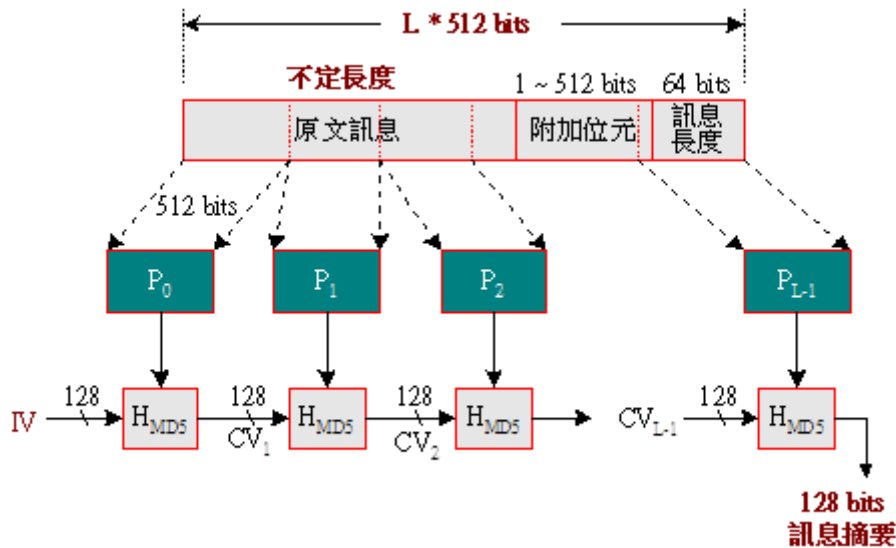 L * 512 bits
不定長度
1 ~ 512 bits
64 bits
原文訊息
附加位元
訊息
長度
512 bits
P0
P1
P2
PL-1
IV
128
HMD5
128
CV1
HMD5
128
CV2
HMD5
CVL-1
128
HMD5
128 bits
訊息摘要